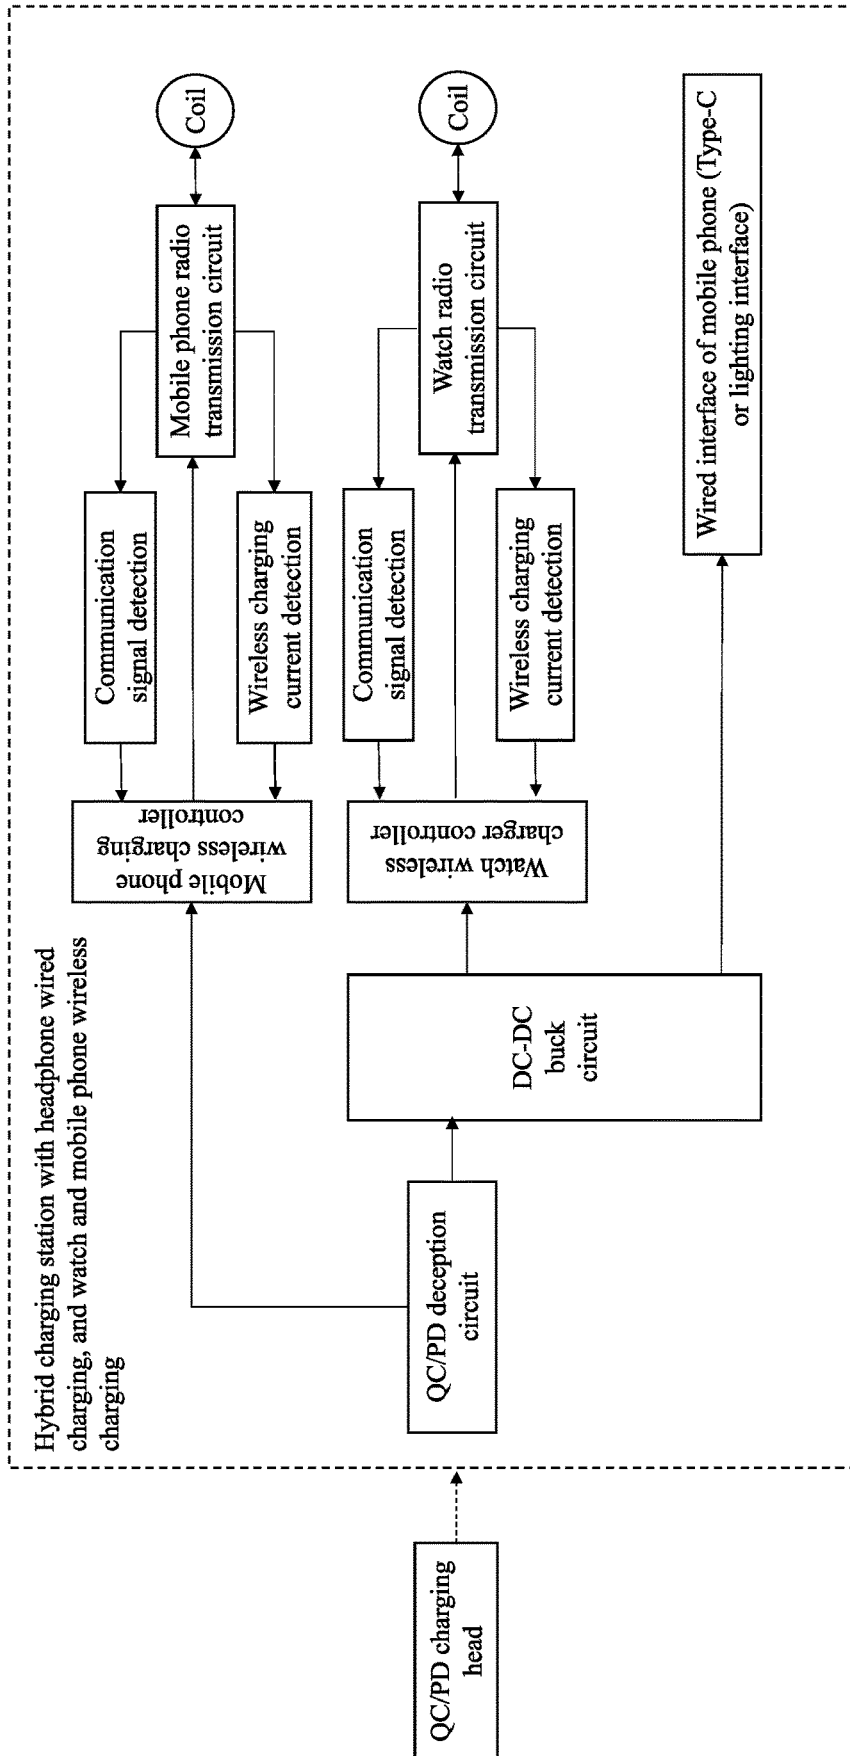 Hybrid charging station with headphone wired
charging, and watch and mobile phone wireless
charging
QC/PD charging
head
QC/PD deception
circuit
DC-DC
buck
circuit
Mobile phone
wireless charging
controller
Communication
signal detection
Wireless charging
current detection
Mobile phone radio
transmission circuit
Coil
Watch wireless
charger controller
Communication
signal detection
Wireless charging
current detection
Watch radio
transmission circuit
Coil
Wired interface of mobile phone (Type-C
or lighting interface)